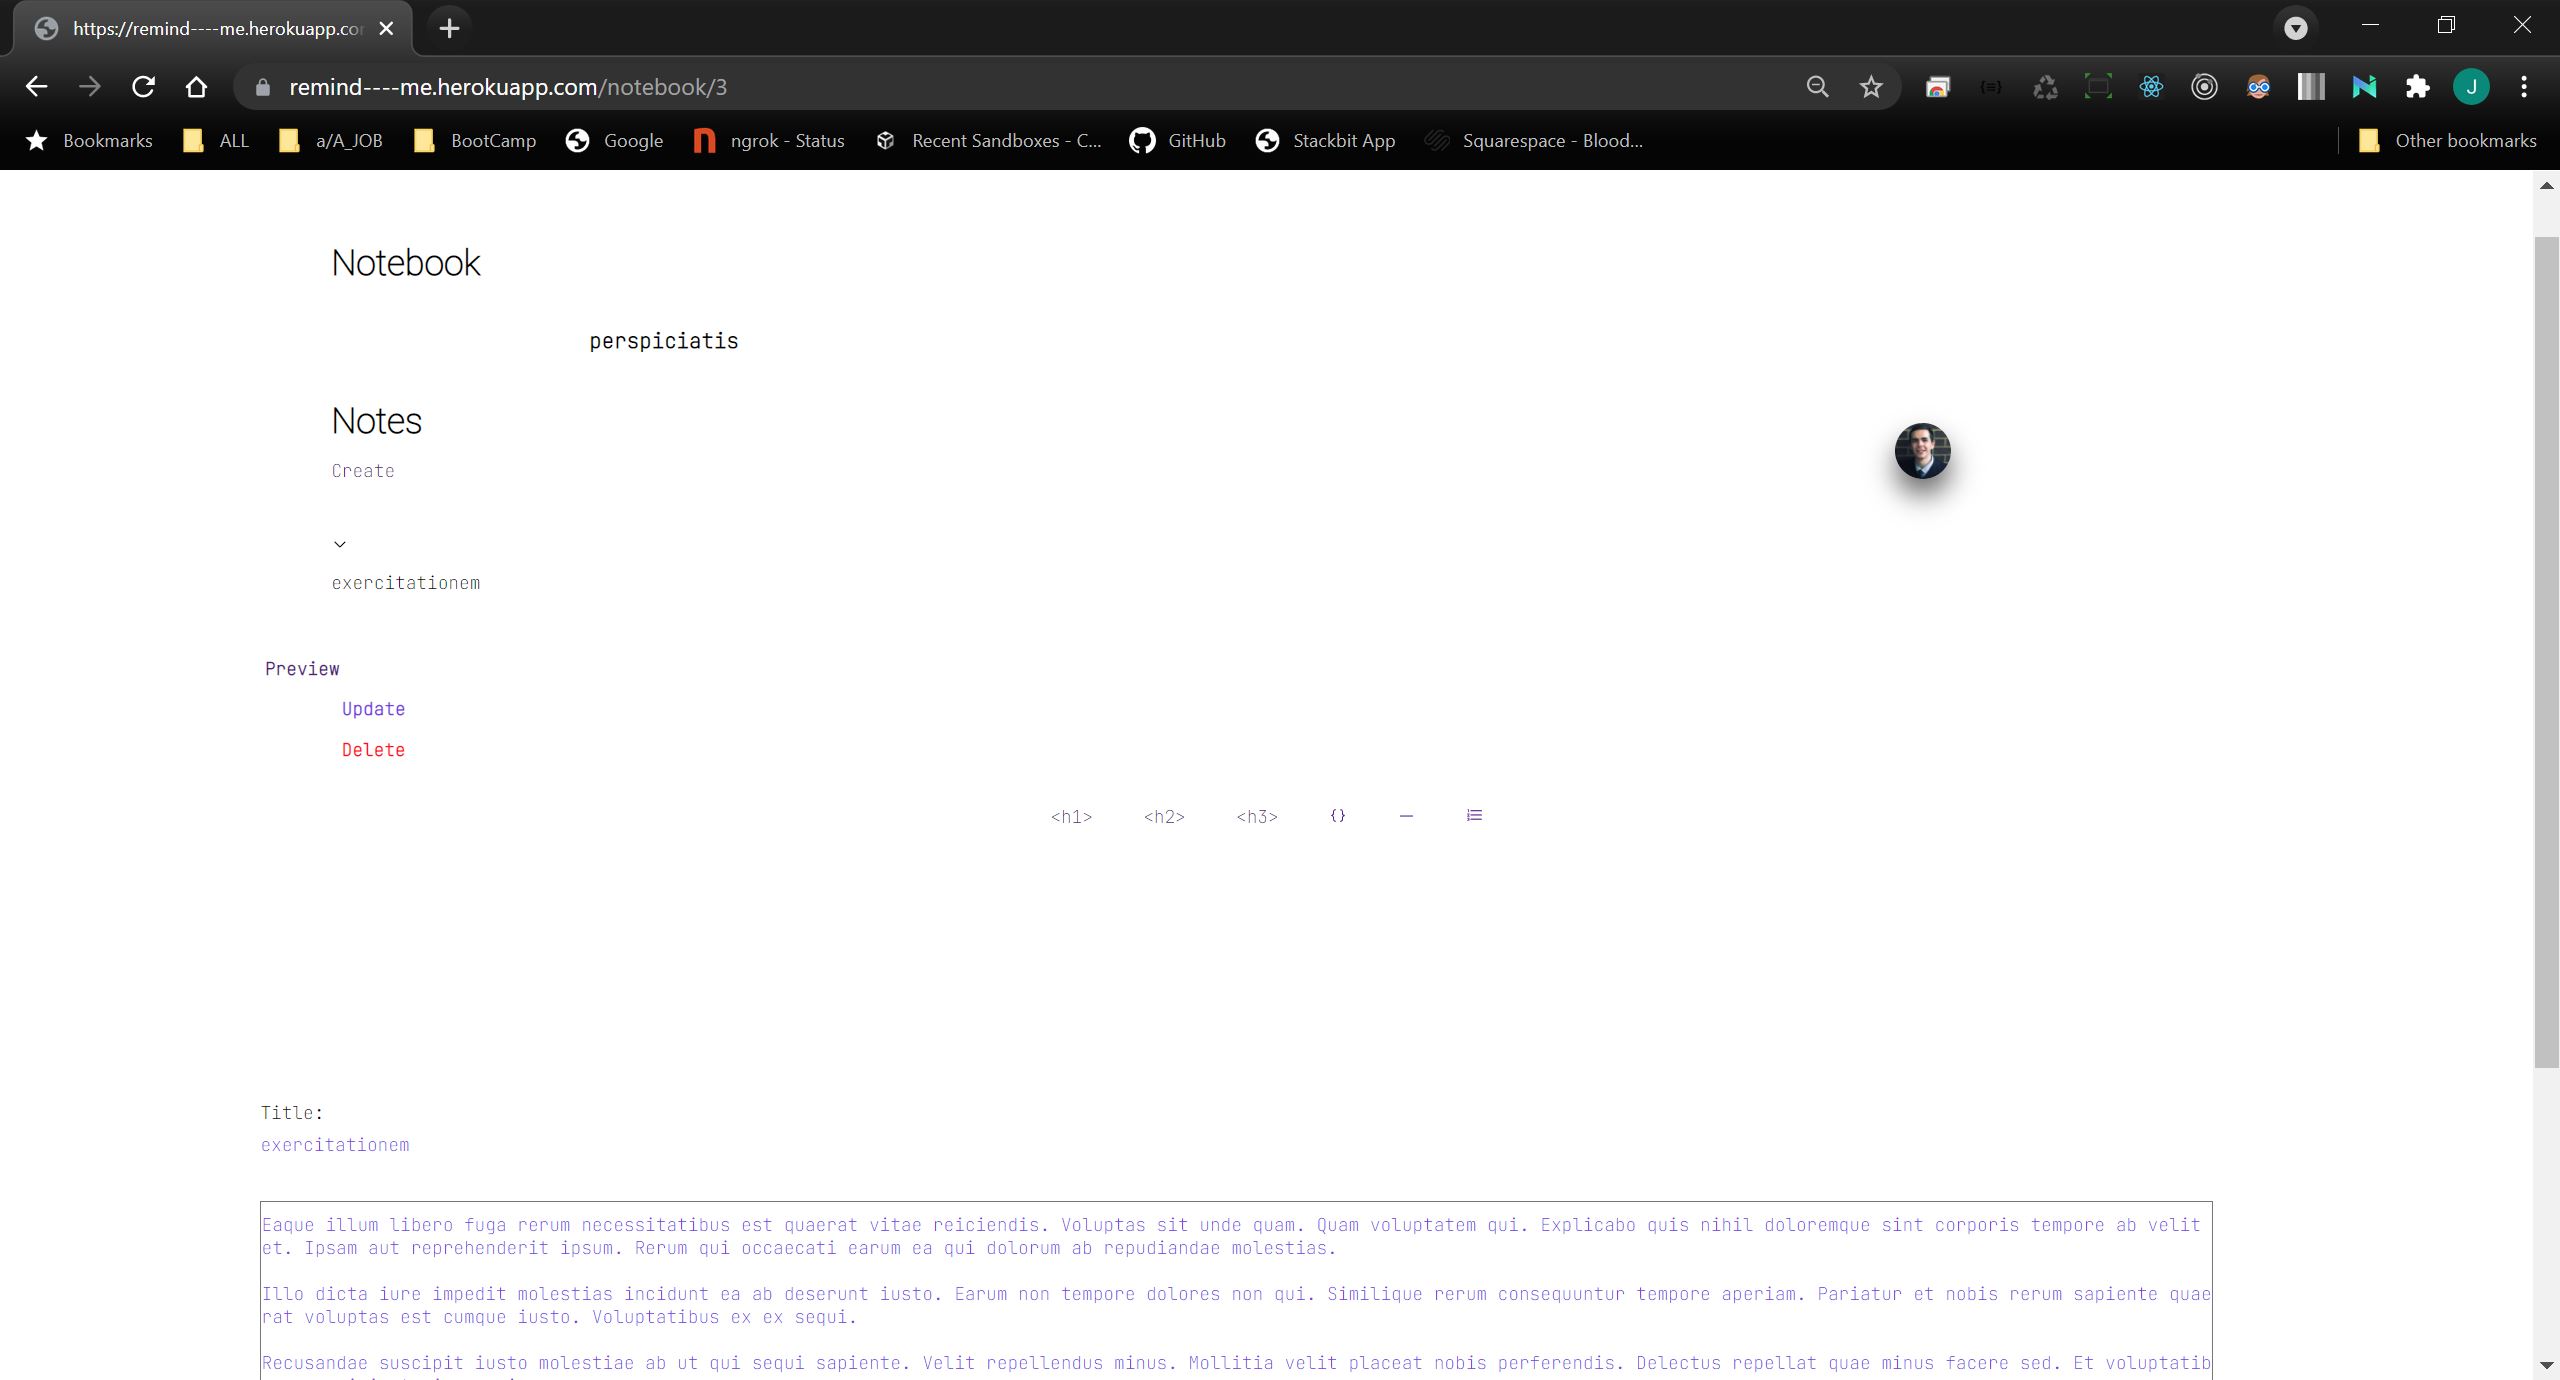 https://remind----me.herokuapp.co
remind----me.herokuapp.com/notebook/3
J
Bookmarks ALL a/A_JOB BootCamp Google ngrok - Status Recent Sandboxes - C... GitHub Stackbit App Squarespace - Blood... Other bookmarks
Notebook
perspiciatis
Notes
Create
exercitationem
Preview
Update
Delete
<h1> <h2> <h3> {} —
Title:
exercitationem
Eaque illum libero fuga rerum necessitatibus est quaerat vitae reiciendis. Voluptas sit unde quam. Quam voluptatem qui. Explicabo quis nihil doloremque sint corporis tempore ab velit
et. Ipsam aut reprehenderit ipsum. Rerum qui occaecati earum ea qui dolorum ab repudiandae molestias.
Illo dicta iure impedit molestias incidunt ea ab deserunt iusto. Earum non tempore dolores non qui. Similique rerum consequuntur tempore aperiam. Pariatur et nobis rerum sapiente quae
rat voluptas est cumque iusto. Voluptatibus ex ex sequi.
Recusandae suscipit iusto molestiae ab ut qui sequi sapiente. Velit repellendus minus. Mollitia velit placeat nobis perferendis. Delectus repellat quae minus facere sed. Et voluptatib